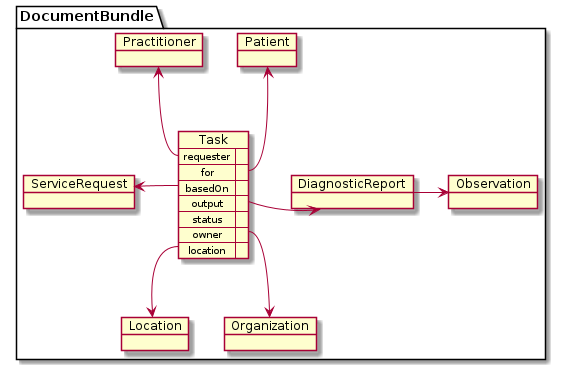 DocumentBundle
Practitioner
Patient
Task
requester
for
basedOn
output
status
owner
location
ServiceRequest
DiagnosticReport
Observation
Location
Organization